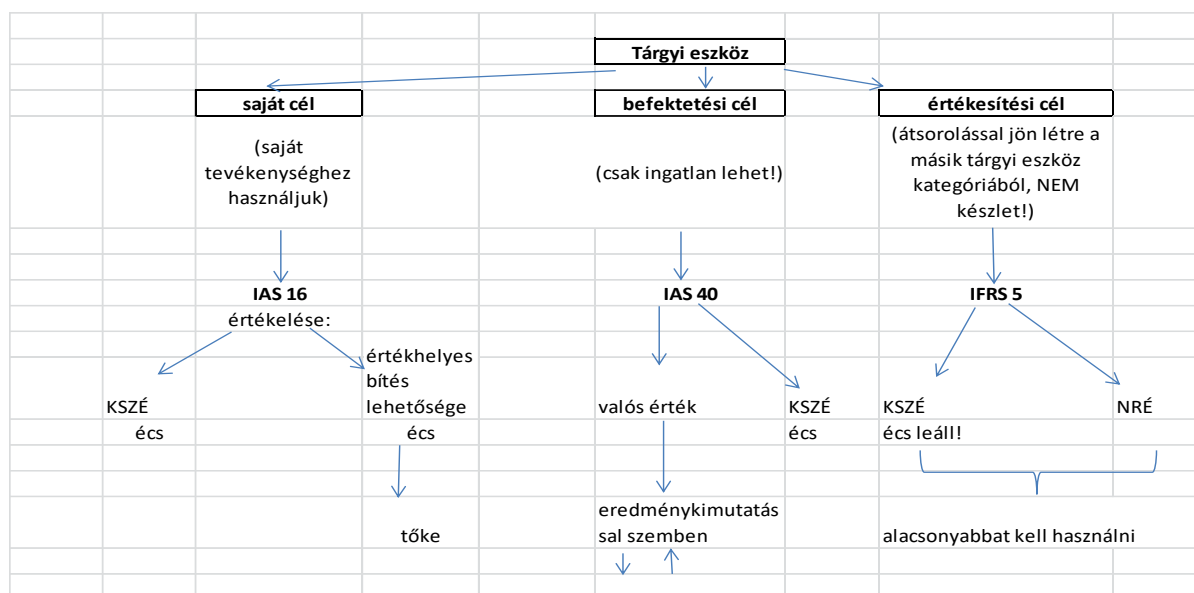 Tárgyi eszköz
saját cél
befektetési cél
értékesítési cél
(saját
tevékenységhez
használjuk)
(csak ingatlan lehet!)
(átsorolással jön létre a
másik tárgyi eszköz
kategóriából, NEM
készlet!)
IAS 16
értékelése:
IAS 40
IFRS 5
KSZÉ
écs
értékhelyes
bítés
lehetősége
écs
valós érték
KSZÉ
écs
KSZÉ
écs leáll!
NRÉ
tőke
eredménykimutatás
sal szemben
alacsonyabbat kell használni